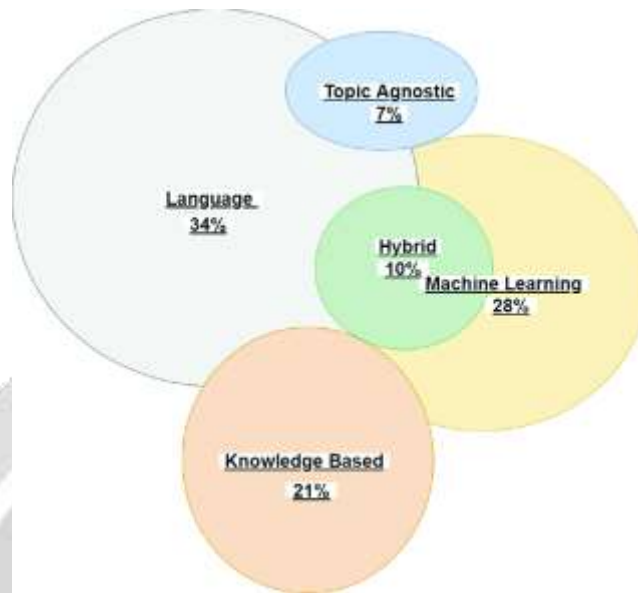 Topic Agnostic
7%
Language
34%
Hybrid
10%
Machine Learning
28%
Knowledge Based
21%